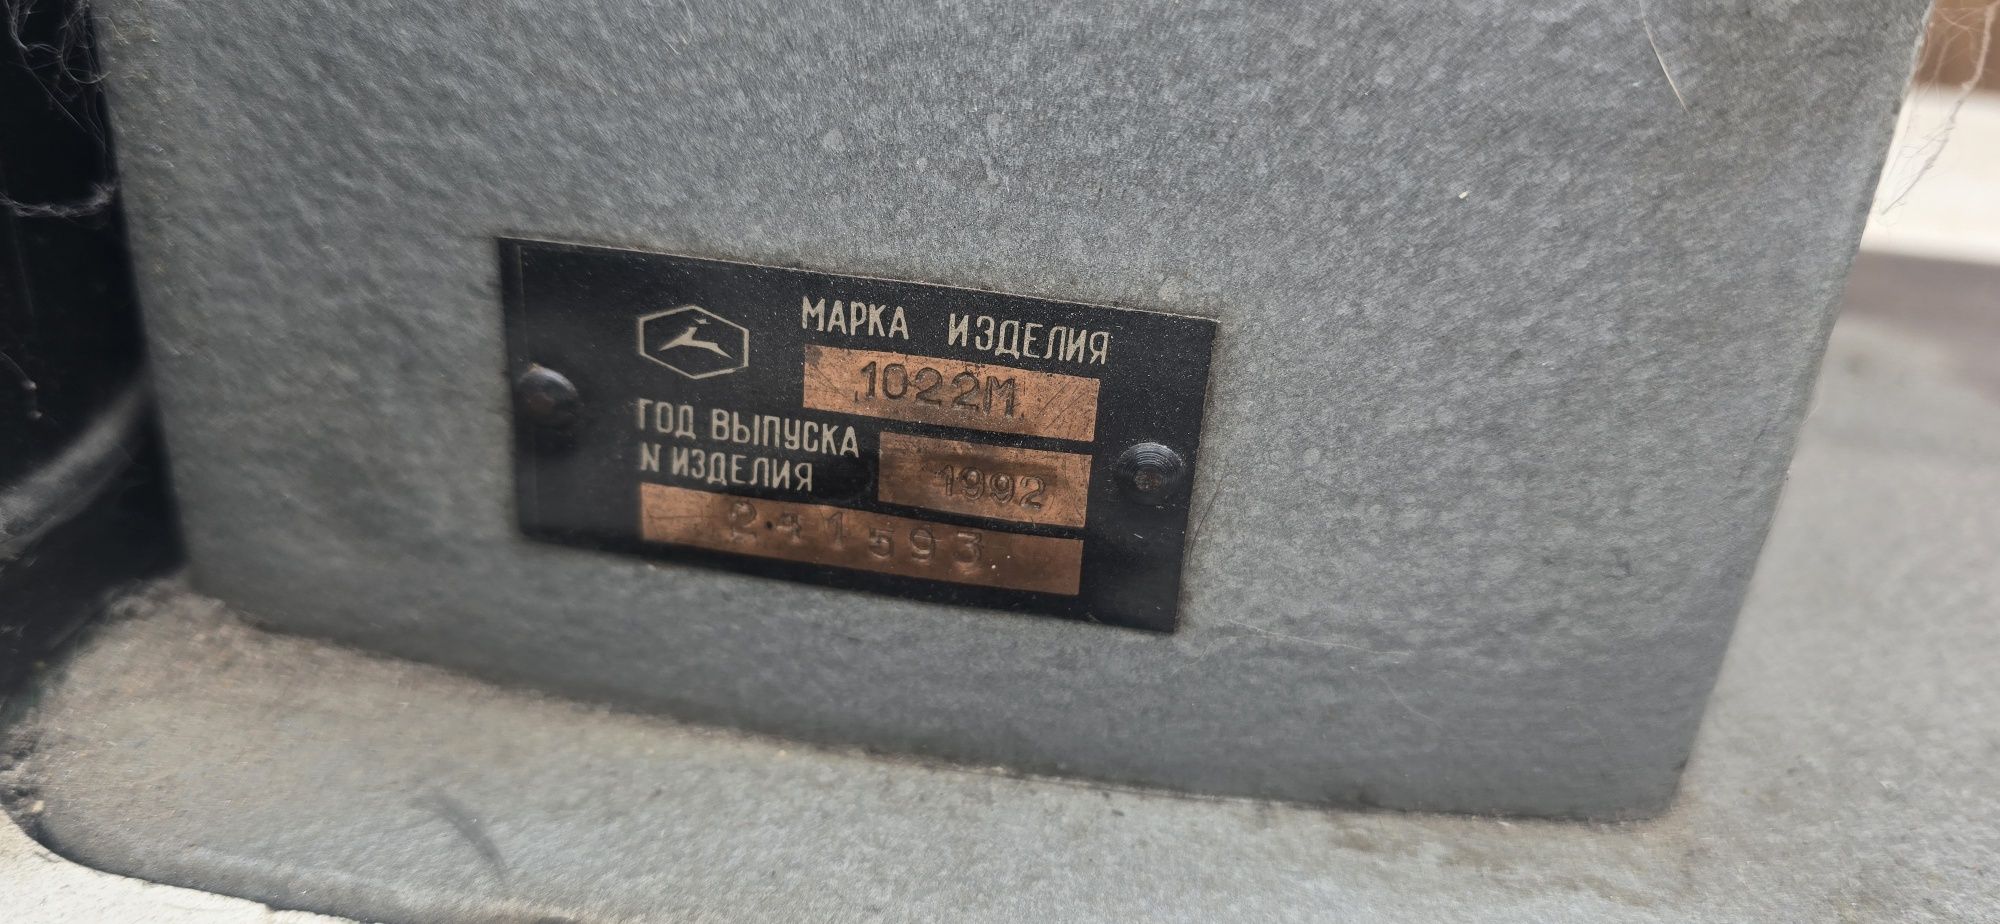 МАРКА ИЗДЕЛИЯ
1022М
ГОД ВЫПУСКА
1992
N ИЗДЕЛИЯ
241593